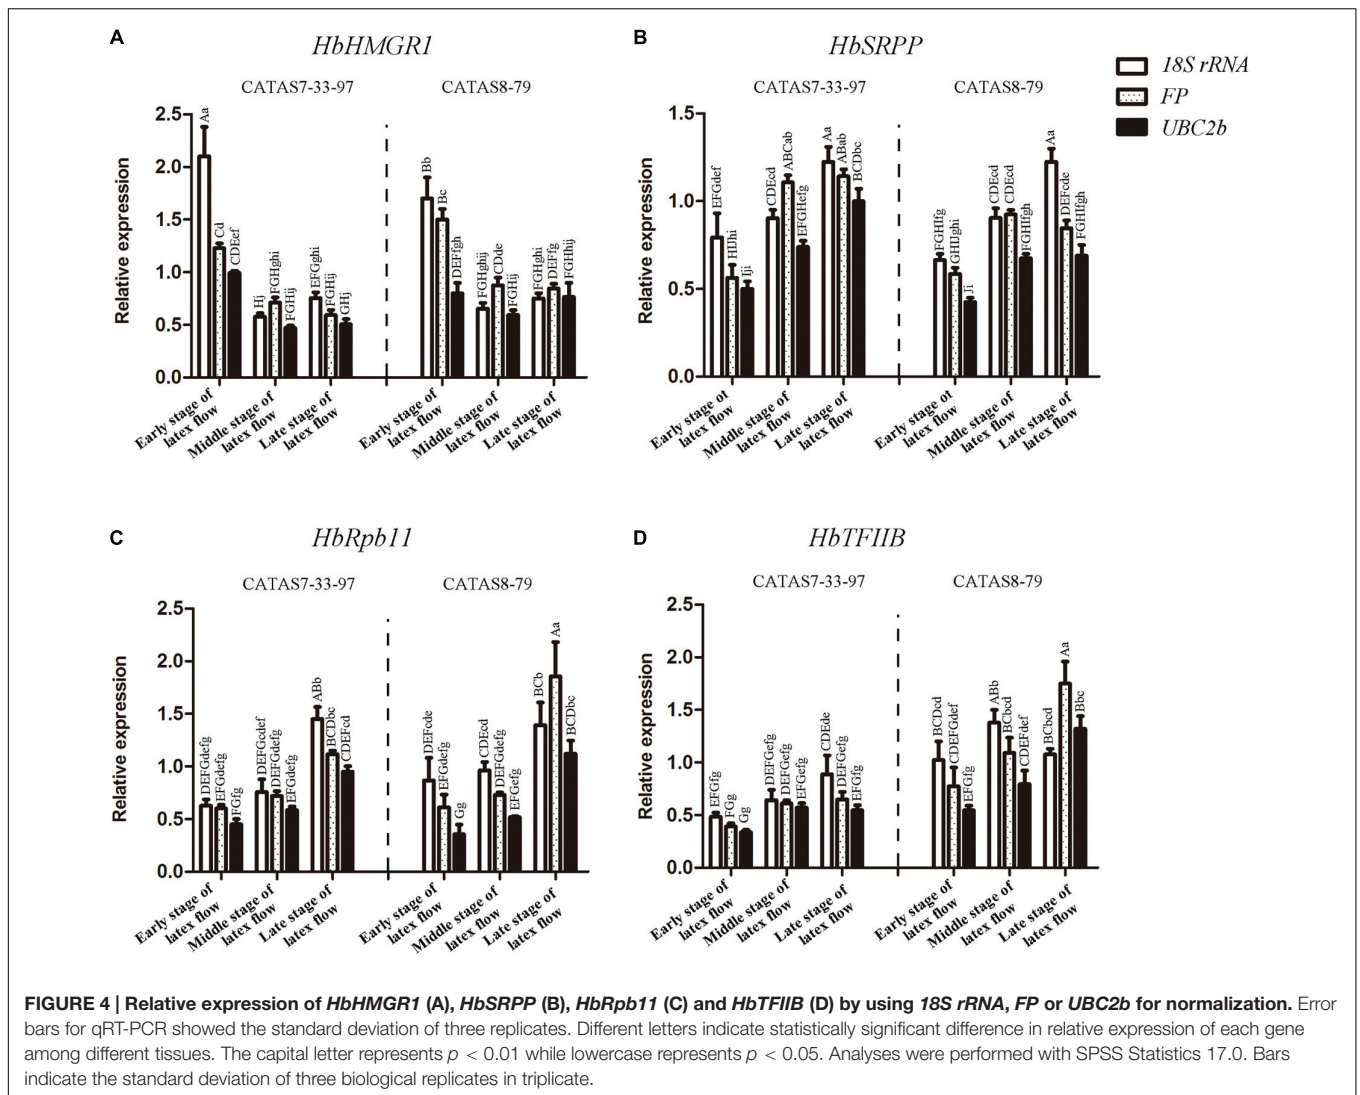 A
HbHMGR1
CATAS7-33-97
CATAS8-79
Relative expression
2.5
2.0
1.5
1.0
0.5
0.0
Aa
Cd
CDEef
Hj
FGHghi
FGHij
EFGghi
FGHij
GHj
Bb
Bc
DEFfgh
FGHghij
CDde
FGHij
FGHghi
DEFfg
FGHhij
Early stage of
latex flow
Middle stage of
latex flow
Late stage of
latex flow
Early stage of
latex flow
Middle stage of
latex flow
Late stage of
latex flow
B
HbSRPP
CATAS7-33-97
CATAS8-79
Relative expression
1.5
1.0
0.5
0.0
EFGdef
HIJhi
Iji
CDEcd
ABCab
EFGHefg
Aa
ABab
BCDbc
FGHIfg
GHIJghi
Ji
CDEcd
CDEcd
FGHIfgh
Aa
DEFcde
FGHIfgh
Early stage ot
latex flow
Middle stage of
latex flow
Late stage of
latex flow
Early stage ot
latex flow
Middle stage of
latex flow
Late stage of
latex flow
18S rRNA
FP
UBC2b
C
HbRpb11
CATAS7-33-97
CATAS8-79
Relative expression
2.5
2.0
1.5
1.0
0.5
0.0
DEFGdefg
EFGdefg
FGfg
DEFGcdef
DEFGdefg
EFGdefg
ABb
BCDbc
CDEFcd
DEFcde
EFGdefg
Gg
CDEcd
DEFGdefg
EFGefg
BCb
Aa
BCDbc
Early stage of
latex flow
Middle stage of
latex flow
Late stage of
latex flow
Early stage of
latex flow
Middle stage of
latex flow
Late stage of
latex flow
D
HbTFIIB
CATAS7-33-97
CATAS8-79
Relative expression
2.5
2.0
1.5
1.0
0.5
0.0
EFGfg
FGg
Gg
DEFGefg
DEFGefg
EFGefg
CDEde
DEFGefg
EFGfg
BCDcd
CDEFGdef
EFGfg
ABb
BCbcd
CDEFdef
BCbcd
Aa
Bbc
Early stage of
latex flow
Middle stage of
latex flow
Late stage of
latex flow
Early stage of
latex flow
Middle stage of
latex flow
Late stage of
latex flow
FIGURE 4 | Relative expression of HbHMGR1 (A), HbSRPP (B), HbRpb11 (C) and HbTFIIB (D) by using 18S rRNA, FP or UBC2b for normalization. Error
bars for qRT-PCR showed the standard deviation of three replicates. Different letters indicate statistically significant difference in relative expression of each gene
among different tissues. The capital letter represents p < 0.01 while lowercase represents p < 0.05. Analyses were performed with SPSS Statistics 17.0. Bars
indicate the standard deviation of three biological replicates in triplicate.